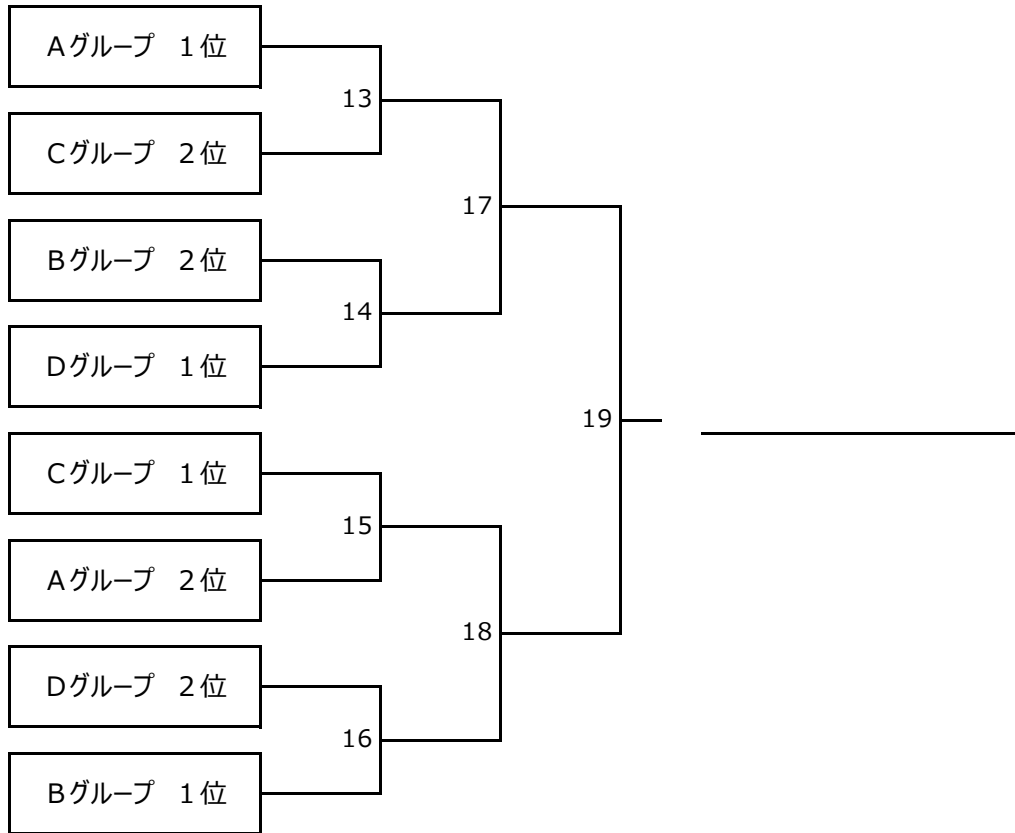 Ａグループ　１位
13
Ｃグループ　２位
17
Ｂグループ　２位
14
Ｄグループ　１位
19
Ｃグループ　１位
15
Ａグループ　２位
18
Ｄグループ　２位
16
Ｂグループ　１位